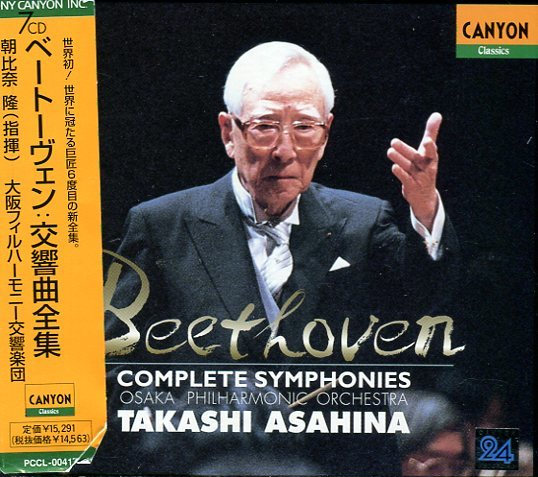 NY CANYON INC.
7CD
ベートーヴェン:交響曲全集
朝比奈 隆(指揮) 大阪フィルハーモニー交響楽団
世界初!世界に冠たる巨匠6度目の新全集。
CANYON
Classics
定価¥15,291
(税抜価格¥14,563)
PCCL-0041
CANYON
Classics
Beethoven
COMPLETE SYMPHONIES
OSAKA PHILHARMONIC ORCHESTRA
TAKASHI ASAHINA
24